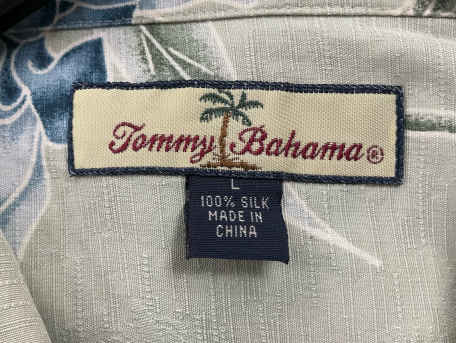 Tommy Bahama®
L
100% SILK
MADE IN
CHINA